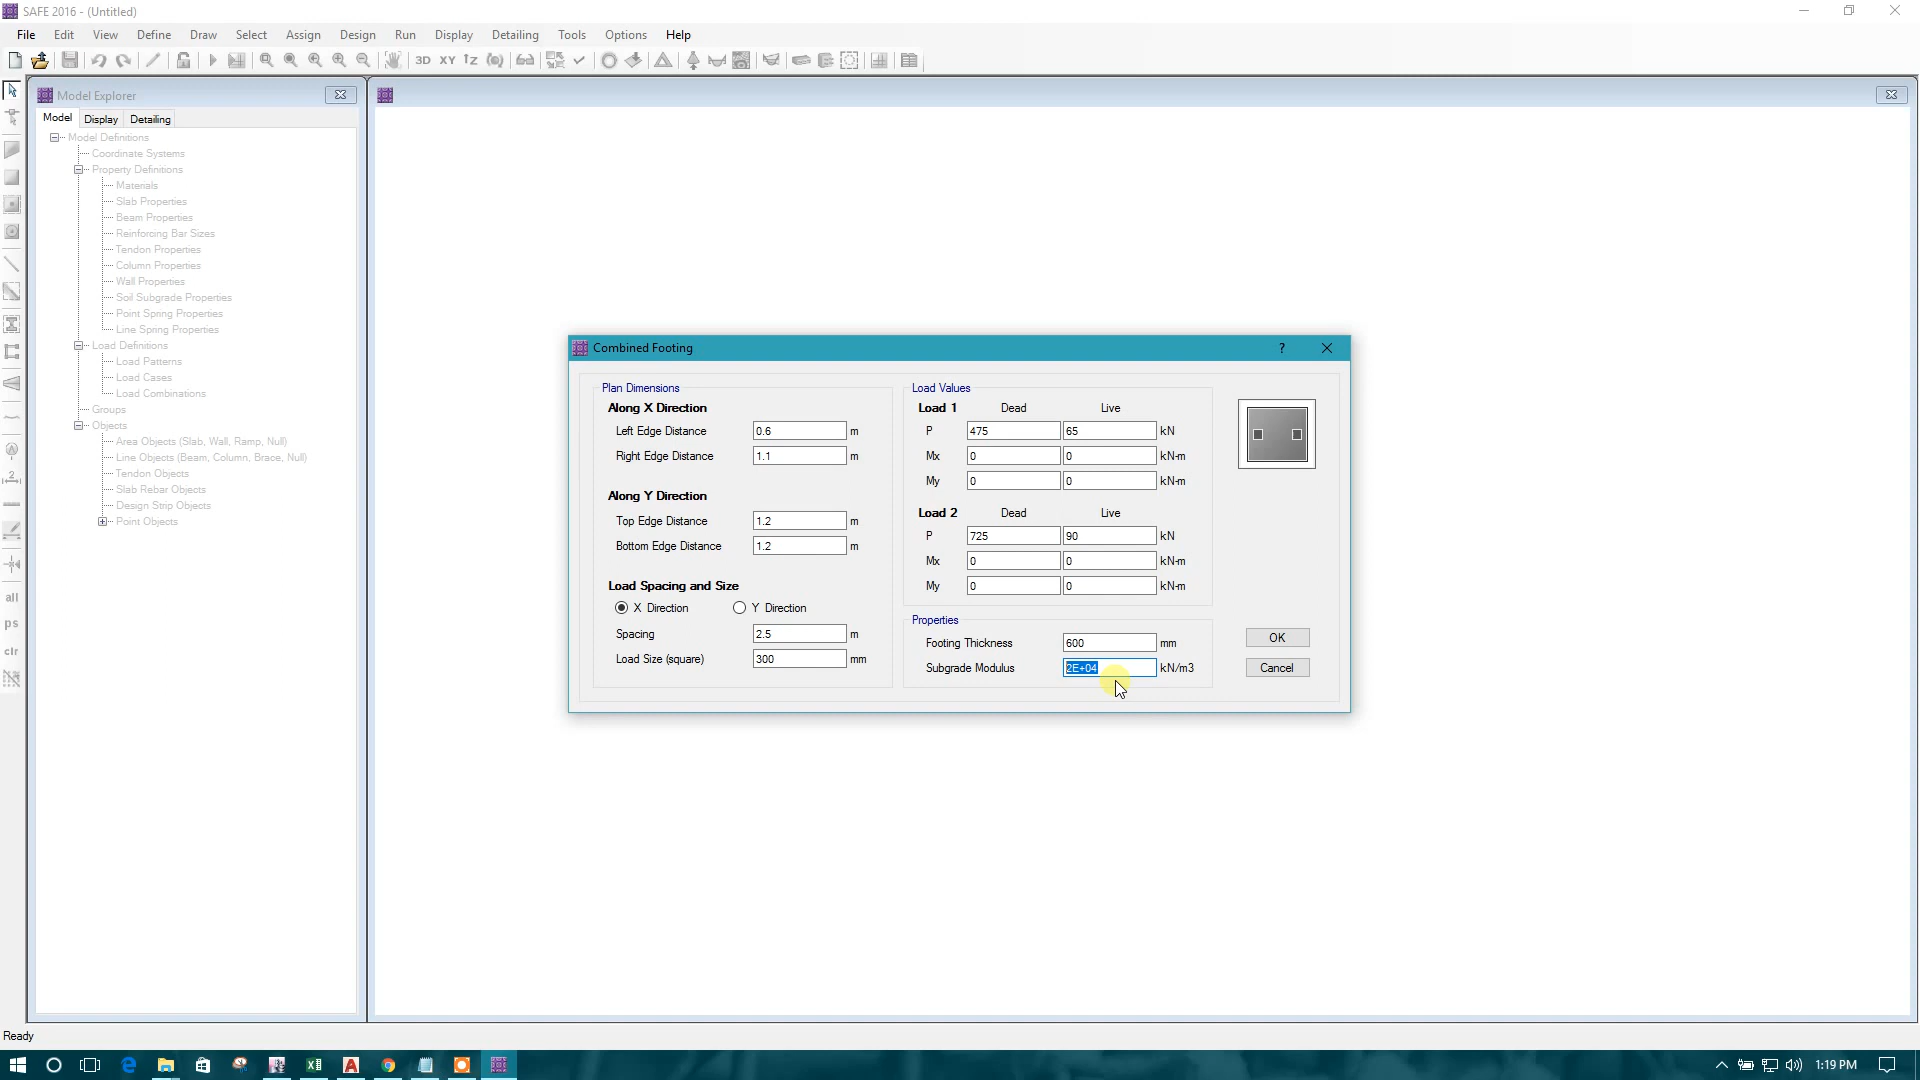 SAFE 2016 - (Untitled)
File Edit View Define Draw Select Assign Design Run Display Detailing Tools Options Help
3D XY
Model Explorer
Model Display Detailing
Model Definitions
Coordinate Systems
Property Definitions
Materials
Slab Properties
Beam Properties
Reinforcing Bar Sizes
Tendon Properties
Column Properties
Wall Properties
Soil Subgrade Properties
Point Spring Properties
Line Spring Properties
Load Definitions
Load Patterns
Load Cases
Load Combinations
Groups
Objects
Area Objects (Slab, Wall, Ramp, Null)
Line Objects (Beam, Column, Brace, Null)
Tendon Objects
Slab Rebar Objects
Design Strip Objects
Point Objects
all
ps
clr
Combined Footing
?
Plan Dimensions
Along X Direction
Left Edge Distance 0.6 m
Right Edge Distance 1.1 m
Along Y Direction
Top Edge Distance 1.2 m
Bottom Edge Distance 1.2 m
Load Spacing and Size
X Direction Y Direction
Spacing 2.5 m
Load Size (square) 300 mm
Load Values
Load 1 Dead Live
P 475 65 kN
Mx 0 0 kN-m
My 0 0 kN-m
Load 2 Dead Live
P 725 90 kN
Mx 0 0 kN-m
My 0 0 kN-m
Properties
Footing Thickness 600 mm
Subgrade Modulus 2E+04 kN/m3
OK
Cancel
Ready
1:19 PM